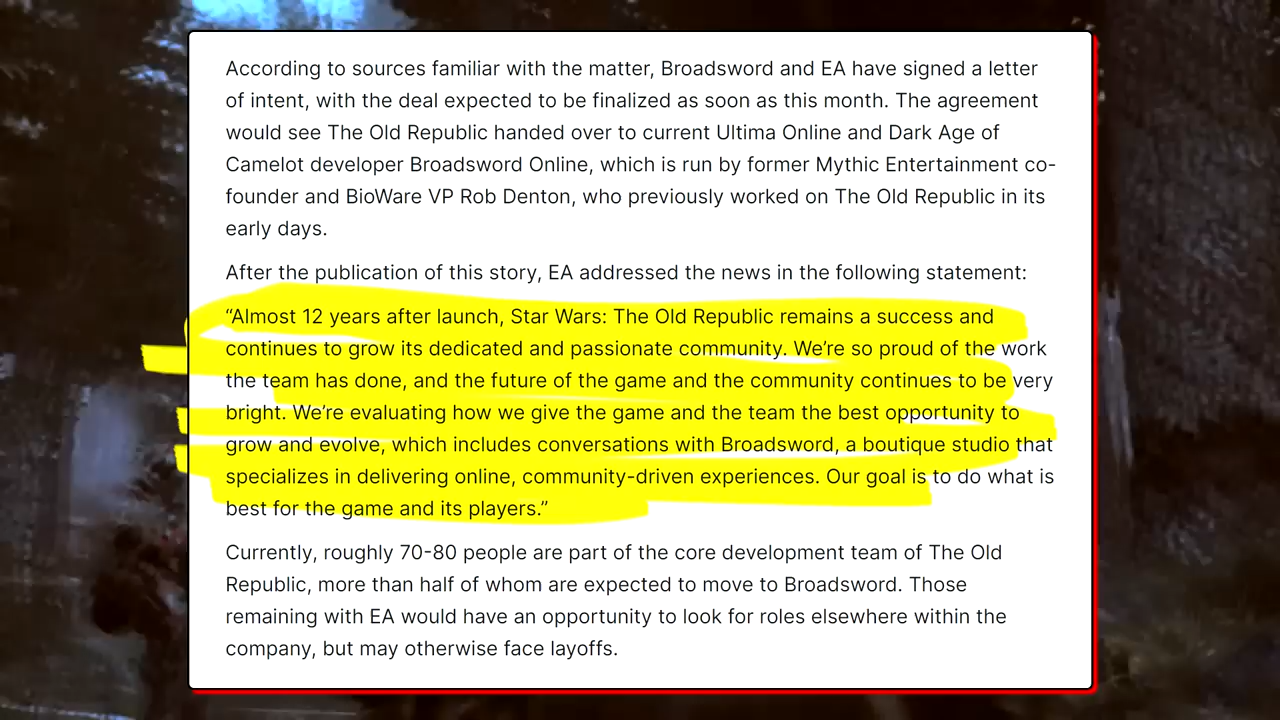 According to sources familiar with the matter, Broadsword and EA have signed a letter
of intent, with the deal expected to be finalized as soon as this month. The agreement
would see The Old Republic handed over to current Ultima Online and Dark Age of
Camelot developer Broadsword Online, which is run by former Mythic Entertainment co-
founder and BioWare VP Rob Denton, who previously worked on The Old Republic in its
early days.
After the publication of this story, EA addressed the news in the following statement:
“Almost 12 years after launch, Star Wars: The Old Republic remains a success and
continues to grow its dedicated and passionate community. We’re so proud of the work
the team has done, and the future of the game and the community continues to be very
bright. We’re evaluating how we give the game and the team the best opportunity to
grow and evolve, which includes conversations with Broadsword, a boutique studio that
specializes in delivering online, community-driven experiences. Our goal is to do what is
best for the game and its players.”
Currently, roughly 70-80 people are part of the core development team of The Old
Republic, more than half of whom are expected to move to Broadsword. Those
remaining with EA would have an opportunity to look for roles elsewhere within the
company, but may otherwise face layoffs.